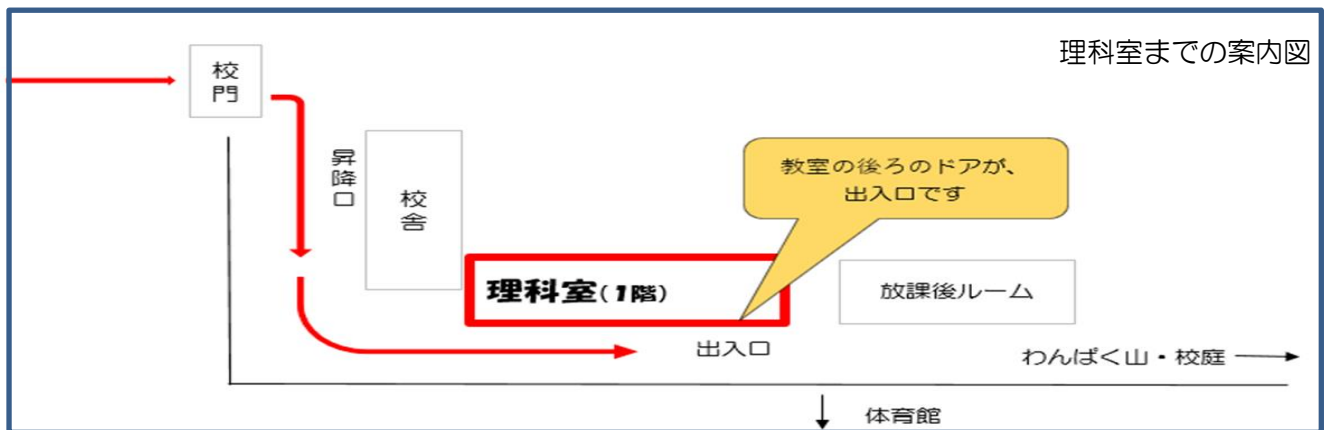 理科室までの案内図
校門
昇降口
校舎
教室の後ろのドアが、
出入口です
理科室(1階)
放課後ルーム
出入口
わんぱく山・校庭
体育館